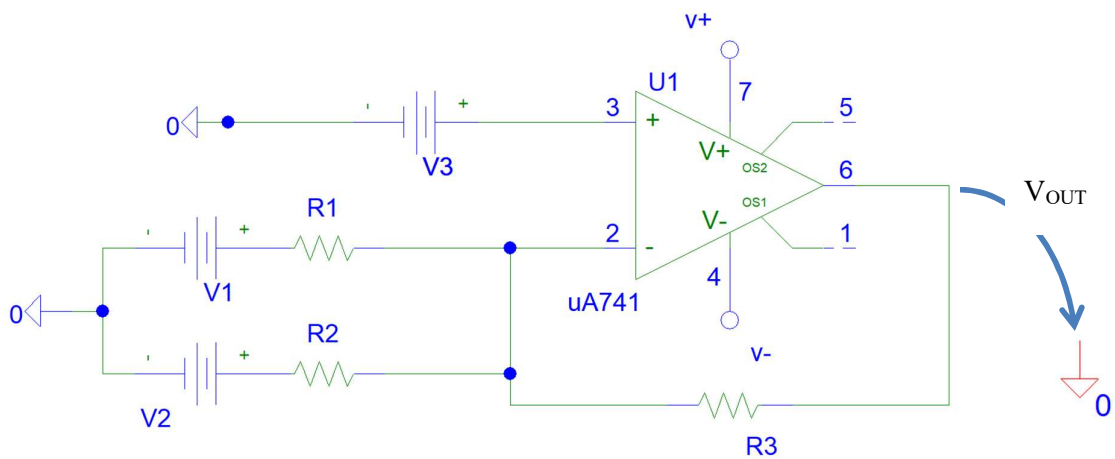 v+
U1
7
5
0
-
+
3
+
V+
OS2
6
V3
VOUT
R1
OS1
-
+
2
-
V-
1
V1
4
uA741
0
R2
-
+
v-
V2
R3
0